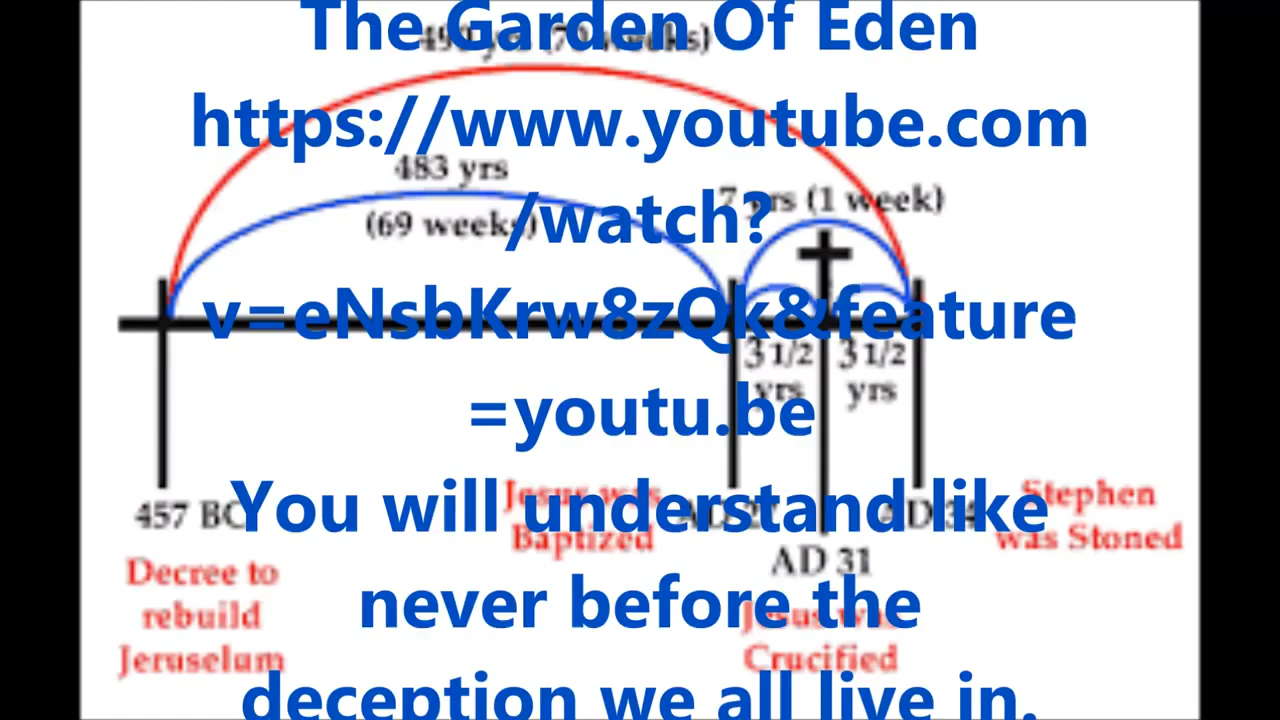 The Garden Of Eden
https://www.youtube.com
/watch?
v=eNsbKrw8zQk&feature
=youtu.be
You will understand like
never before the
deception we all live in.
483 yrs
(69 weeks)
7 yrs (1 week)
3 1/2
yrs
3 1/2
yrs
457 BC
Decree to
rebuild
Jeruselum
Jesus was
Baptized
AD 31
Jesus was
Crucified
Stephen
was Stoned